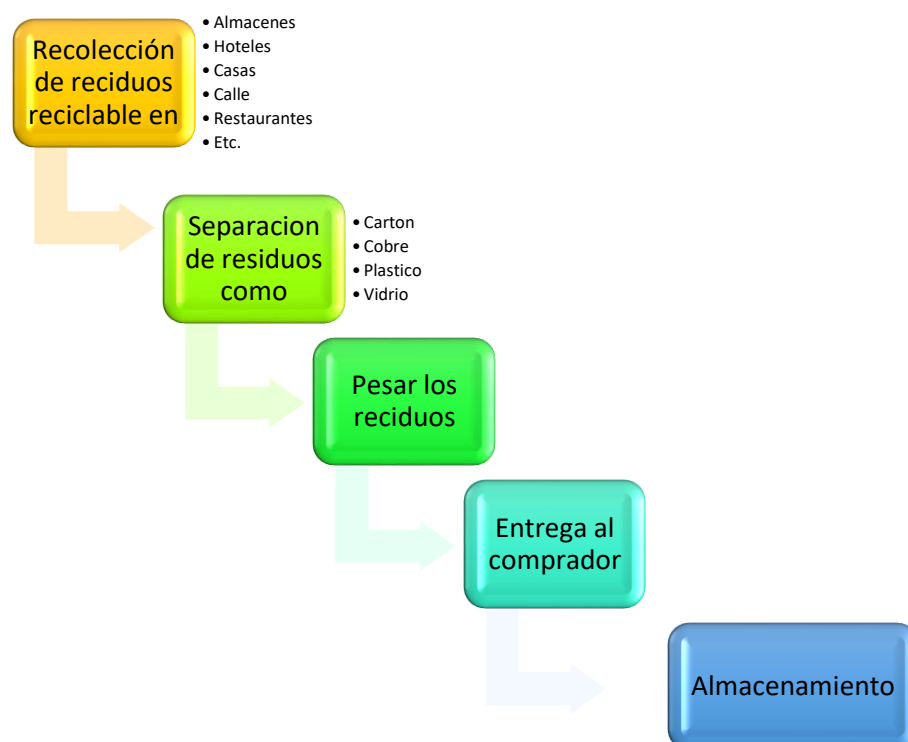 Recolección
de reciduos
reciclable en
• Almacenes
• Hoteles
• Casas
• Calle
• Restaurantes
• Etc.
Separacion
de residuos
como
• Carton
• Cobre
• Plastico
• Vidrio
Pesar los
reciduos
Entrega al
comprador
Almacenamiento